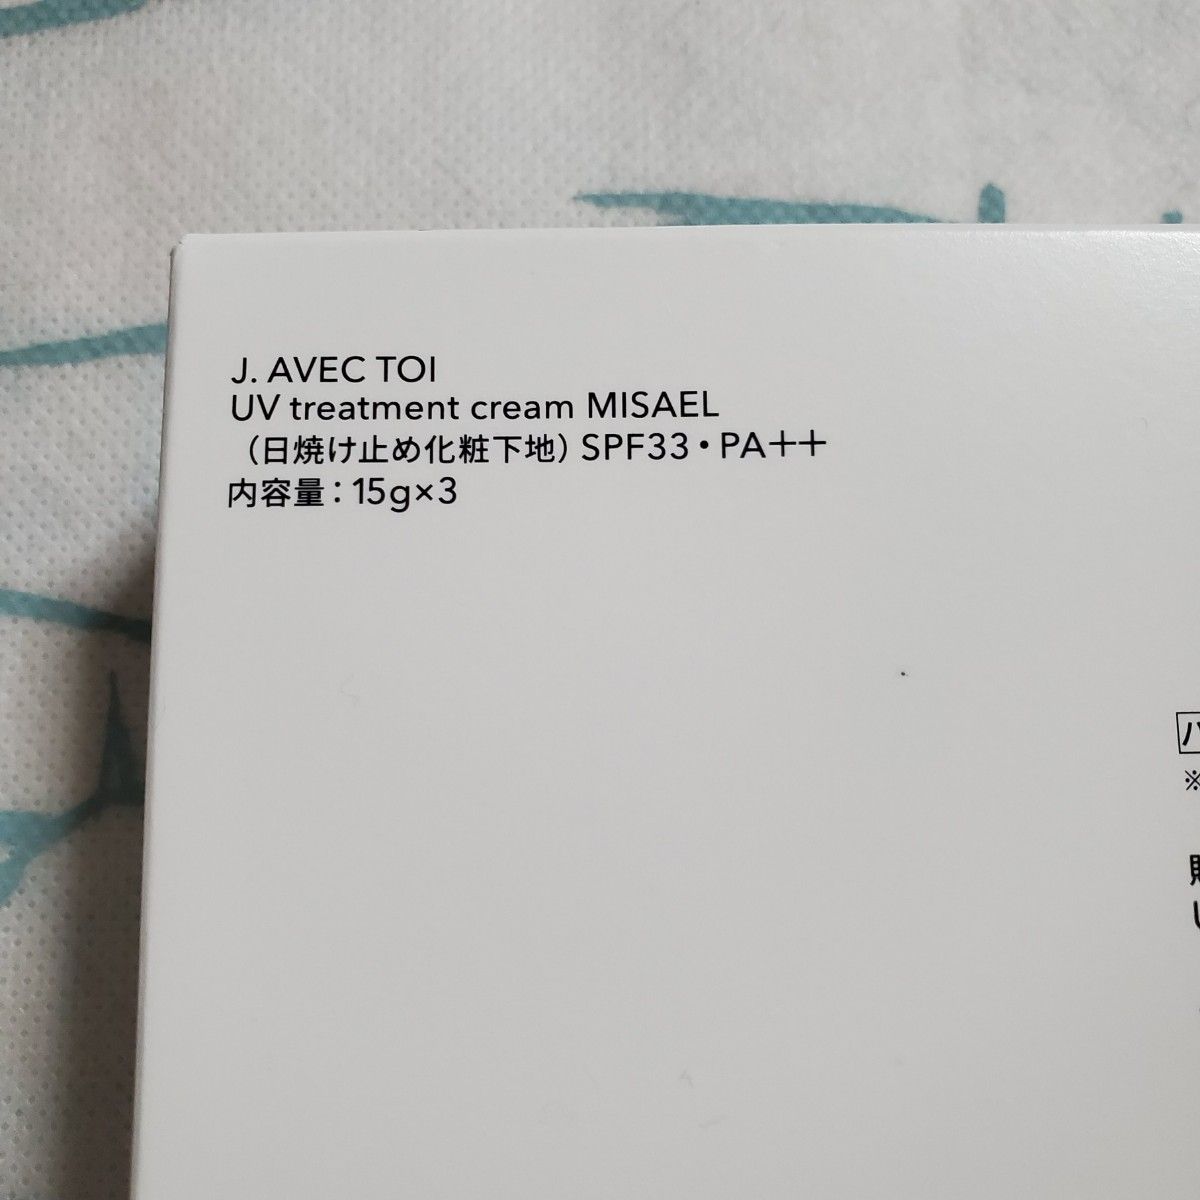 J. AVEC TOI
UV treatment cream MISAEL
（日焼け止め化粧下地）SPF33・PA＋＋
内容量：15g×3
※